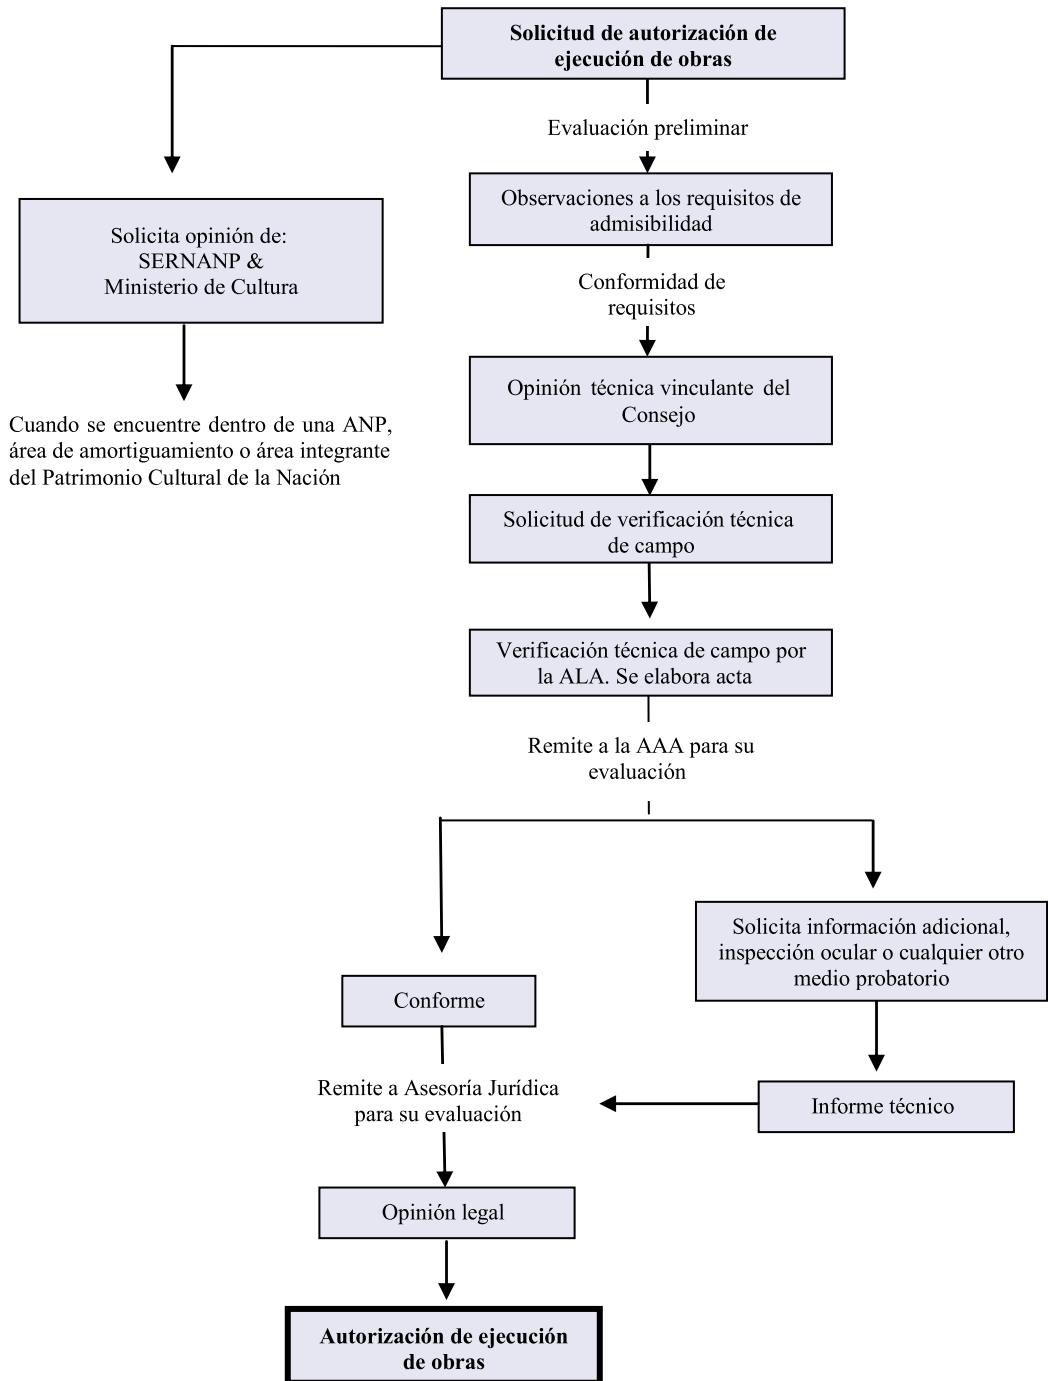 Solicitud de autorización de
ejecución de obras
Evaluación preliminar
Observaciones a los requisitos de
admisibilidad
Solicita opinión de:
SERNANP &
Ministerio de Cultura
Conformidad de
requisitos
Opinión técnica vinculante del
Consejo
Cuando se encuentre dentro de una ANP,
área de amortiguamiento o área integrante
del Patrimonio Cultural de la Nación
Solicitud de verificación técnica
de campo
Verificación técnica de campo por
la ALA. Se elabora acta
Remite a la AAA para su
evaluación
Solicita información adicional,
inspección ocular o cualquier otro
medio probatorio
Conforme
Remite a Asesoría Jurídica
para su evaluación
Informe técnico
Opinión legal
Autorización de ejecución
de obras